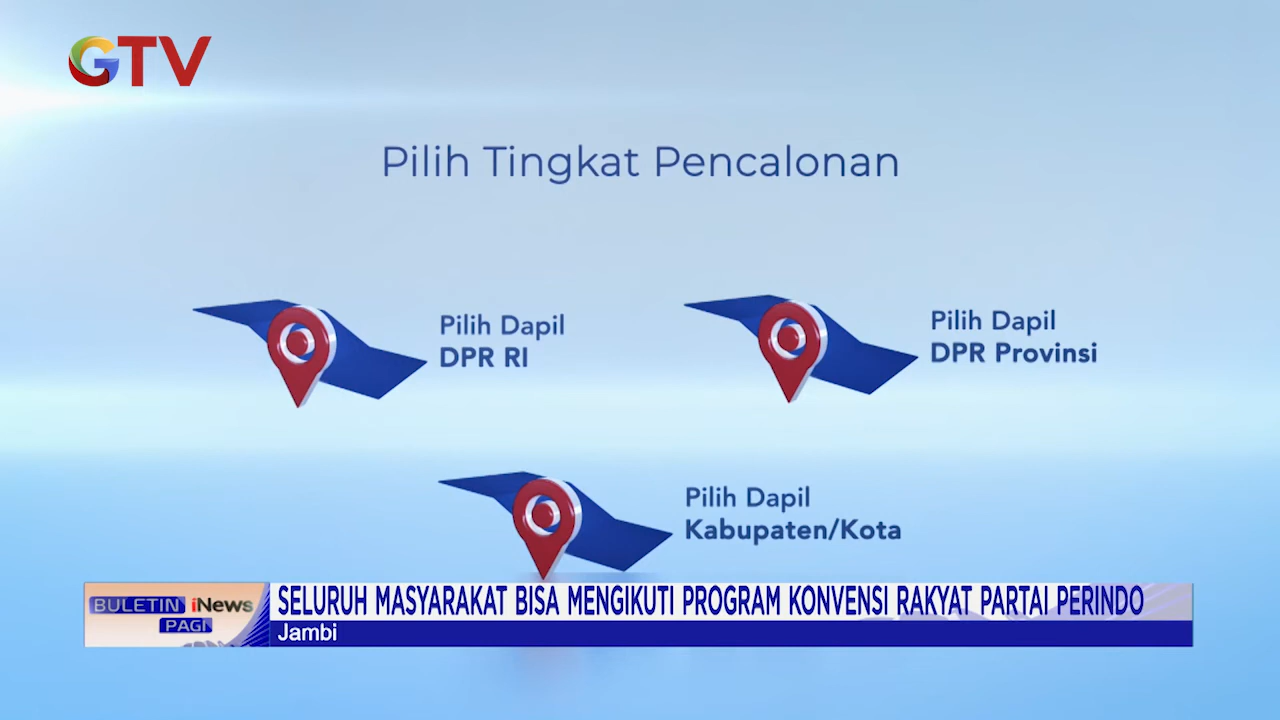 GTV
Pilih Tingkat Pencalonan
Pilih Dapil
DPR RI
Pilih Dapil
DPR Provinsi
Pilih Dapil
Kabupaten/Kota
BULETIN iNews
PAGI
SELURUH MASYARAKAT BISA MENGIKUTI PROGRAM KONVENSI RAKYAT PARTAI PERINDO
Jambi